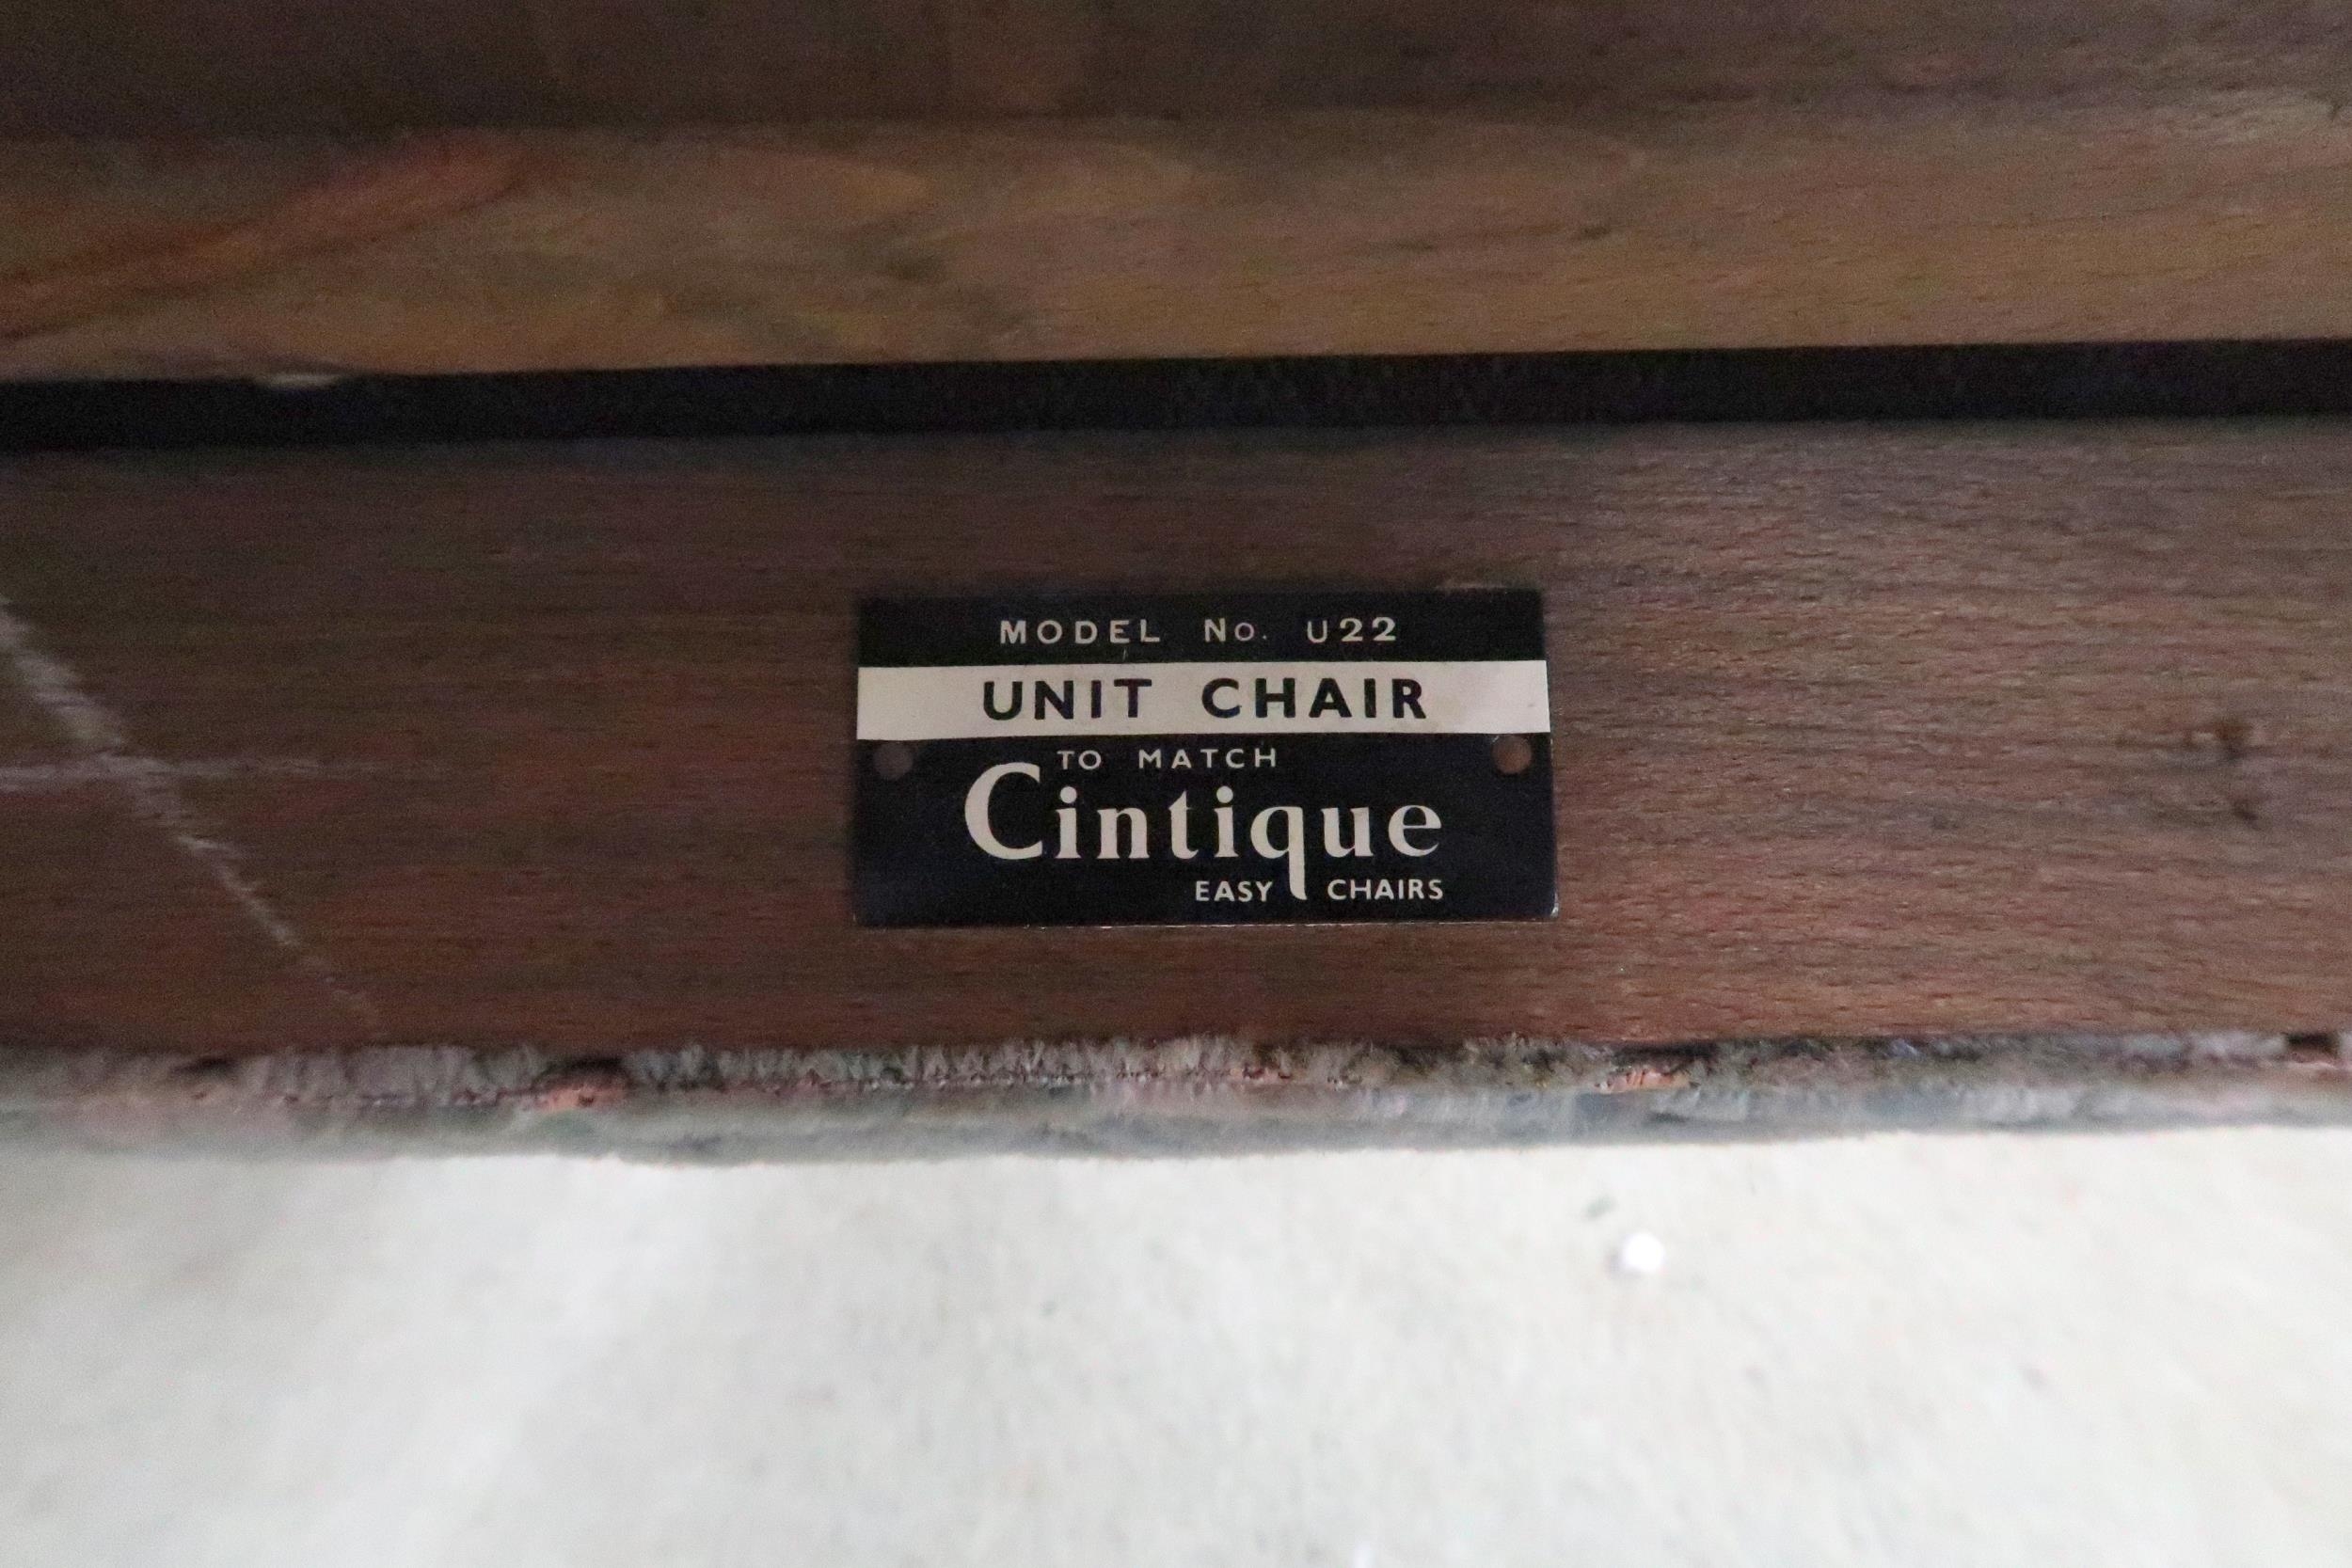 MODEL No. U22
UNIT CHAIR
TO MATCH
Cintique
EASY CHAIRS